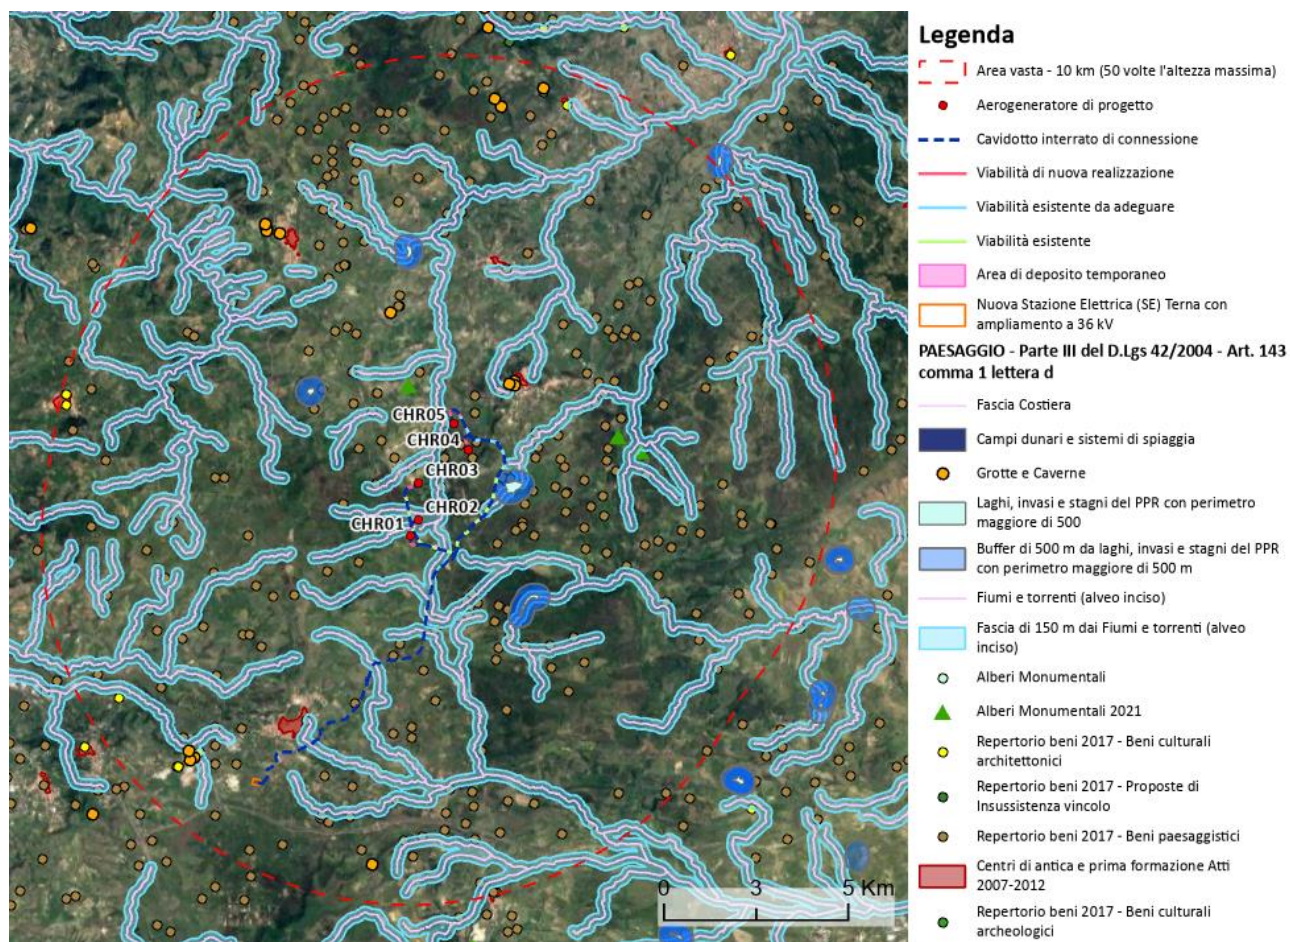 CHR05
CHR04
CHR03
CHR02
CHR01
0 3 5 Km
Legenda
Area vasta - 10 km (50 volte l'altezza massima)
Aerogeneratore di progetto
Cavidotto interrato di connessione
Viabilità di nuova realizzazione
Viabilità esistente da adeguare
Viabilità esistente
Area di deposito temporaneo
Nuova Stazione Elettrica (SE) Terna con
ampliamento a 36 kV
PAESAGGIO - Parte III del D.Lgs 42/2004 - Art. 143
comma 1 lettera d
Fascia Costiera
Campi dunari e sistemi di spiaggia
Grotte e Caverne
Laghi, invasi e stagni del PPR con perimetro
maggiore di 500
Buffer di 500 m da laghi, invasi e stagni del PPR
con perimetro maggiore di 500 m
Fiumi e torrenti (alveo inciso)
Fascia di 150 m dai Fiumi e torrenti (alveo
inciso)
Alberi Monumentali
Alberi Monumentali 2021
Repertorio beni 2017 - Beni culturali
architettonici
Repertorio beni 2017 - Proposte di
Insussistenza vincolo
Repertorio beni 2017 - Beni paesaggistici
Centri di antica e prima formazione Atti
2007-2012
Repertorio beni 2017 - Beni culturali
archeologici